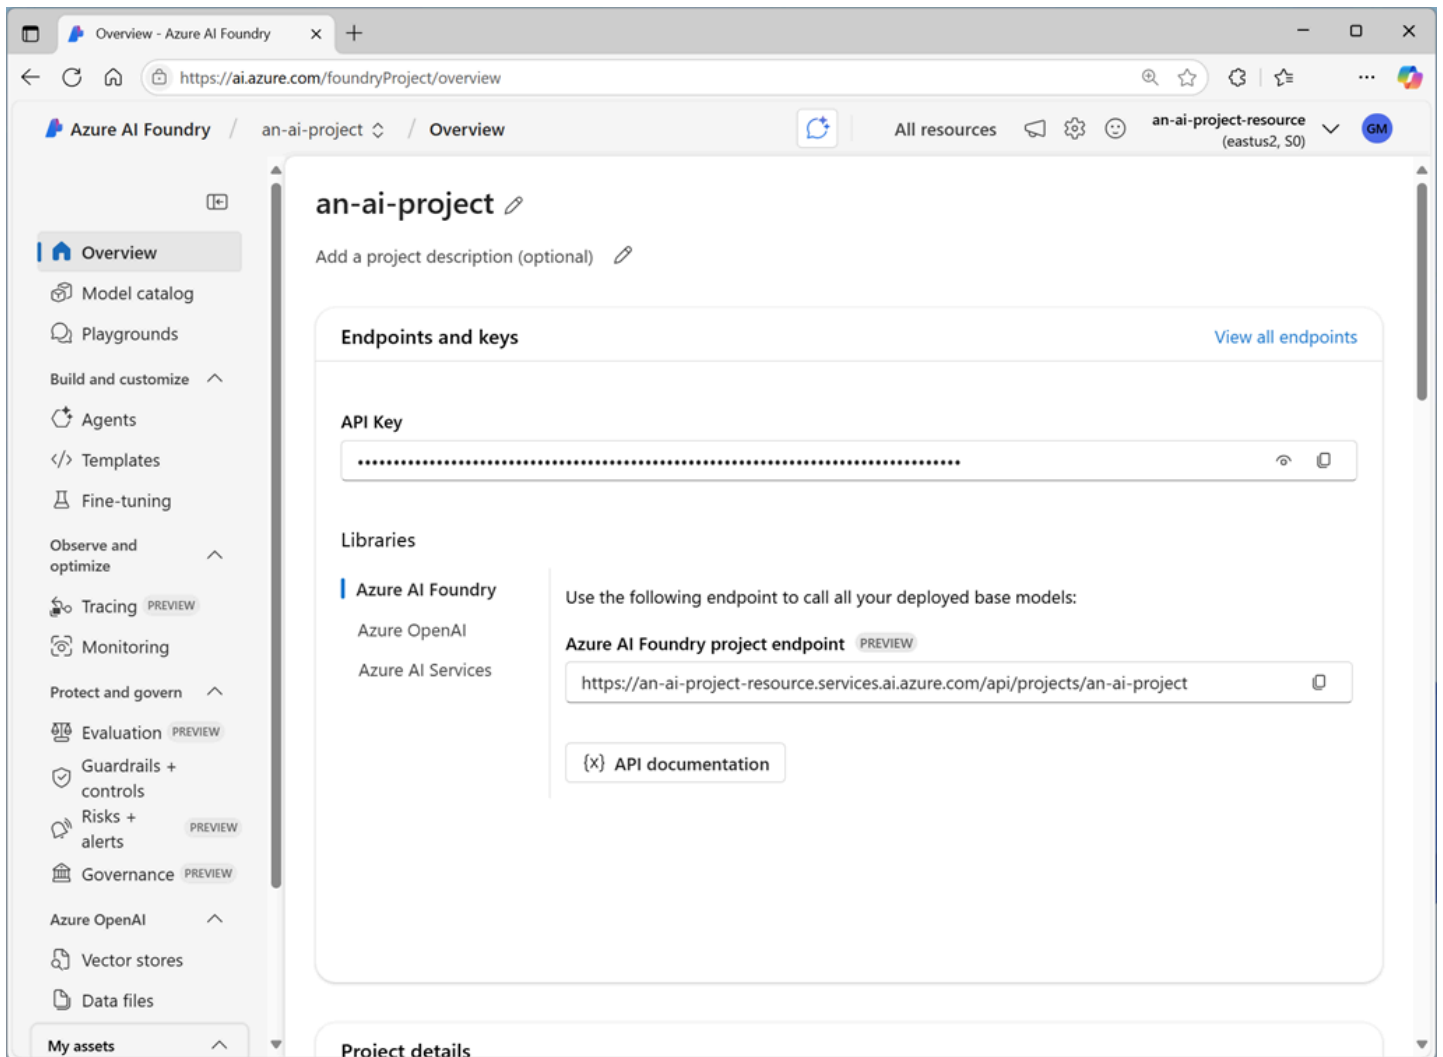 Overview - Azure AI Foundry
https://ai.azure.com/foundryProject/overview
Azure AI Foundry / an-ai-project / Overview
All resources
an-ai-project-resource
(eastus2, S0)
GM
Overview
Model catalog
Playgrounds
Build and customize
Agents
Templates
Fine-tuning
Observe and
optimize
Tracing PREVIEW
Monitoring
Protect and govern
Evaluation PREVIEW
Guardrails +
controls
Risks +
alerts PREVIEW
Governance PREVIEW
Azure OpenAI
Vector stores
Data files
My assets
an-ai-project
Add a project description (optional)
Endpoints and keys
View all endpoints
API Key
••••••••••••••••••••••••••••••••••••••••••••••••••••••••••••••••••••••••••••••••••••
Libraries
Azure AI Foundry
Azure OpenAI
Azure AI Services
Use the following endpoint to call all your deployed base models:
Azure AI Foundry project endpoint PREVIEW
https://an-ai-project-resource.services.ai.azure.com/api/projects/an-ai-project
{x} API documentation
Project details